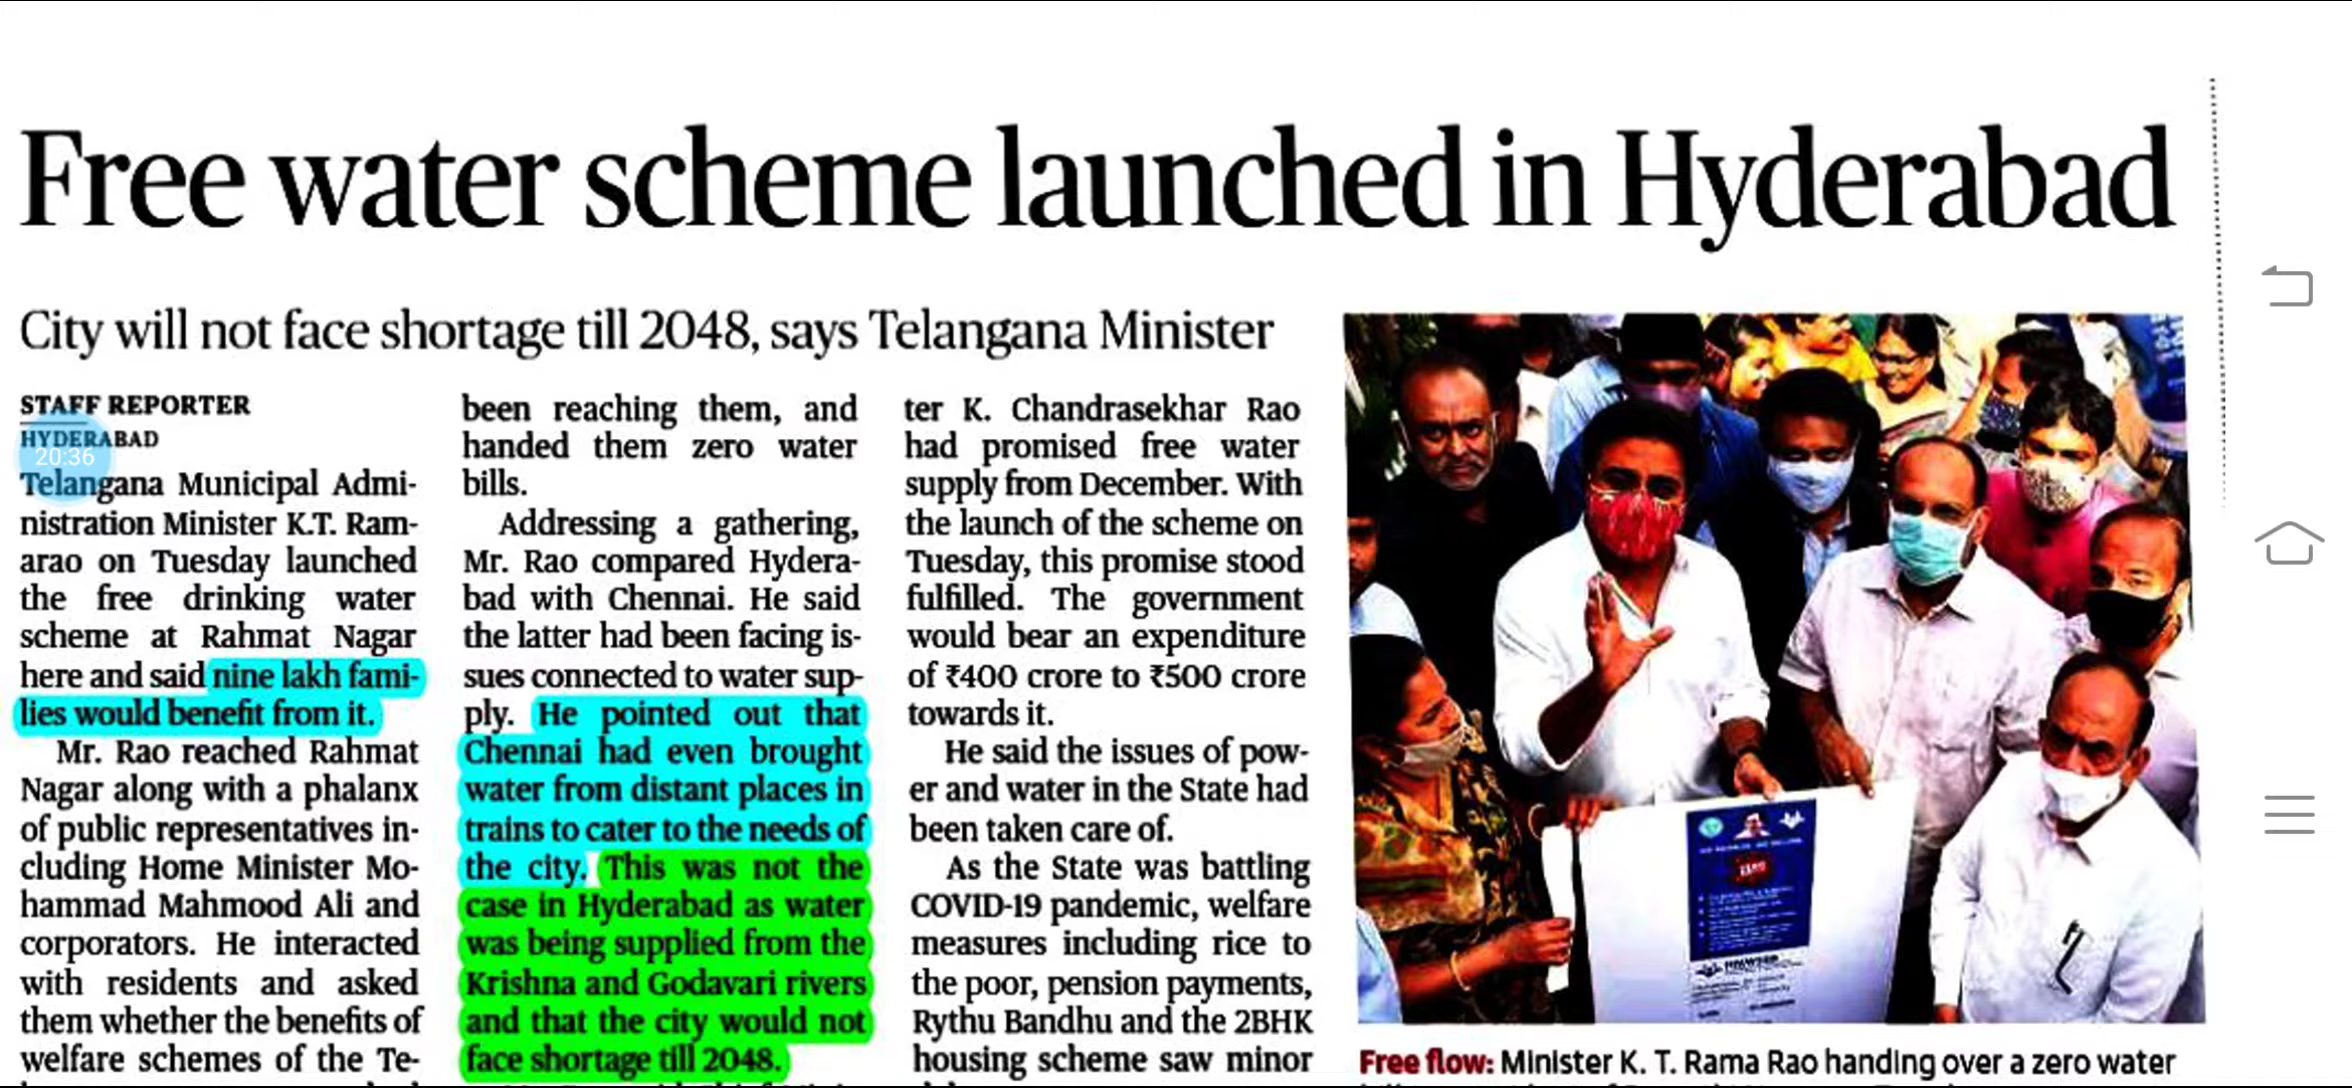 Free water scheme launched in Hyderabad
City will not face shortage till 2048, says Telangana Minister
STAFF REPORTER
HYDERABAD
20:36
Telangana Municipal Admi-
nistration Minister K.T. Ram-
arao on Tuesday launched
the free drinking water
scheme at Rahmat Nagar
here and said nine lakh fami-
lies would benefit from it.
Mr. Rao reached Rahmat
Nagar along with a phalanx
of public representatives in-
cluding Home Minister Mo-
hammad Mahmood Ali and
corporators. He interacted
with residents and asked
them whether the benefits of
welfare schemes of the Te-
been reaching them, and
handed them zero water
bills.
Addressing a gathering,
Mr. Rao compared Hydera-
bad with Chennai. He said
the latter had been facing is-
sues connected to water sup-
ply. He pointed out that
Chennai had even brought
water from distant places in
trains to cater to the needs of
the city. This was not the
case in Hyderabad as water
was being supplied from the
Krishna and Godavari rivers
and that the city would not
face shortage till 2048.
ter K. Chandrasekhar Rao
had promised free water
supply from December. With
the launch of the scheme on
Tuesday, this promise stood
fulfilled. The government
would bear an expenditure
of ₹400 crore to ₹500 crore
towards it.
He said the issues of pow-
er and water in the State had
been taken care of.
As the State was battling
COVID-19 pandemic, welfare
measures including rice to
the poor, pension payments,
Rythu Bandhu and the 2BHK
housing scheme saw minor
Free flow: Minister K. T. Rama Rao handing over a zero water